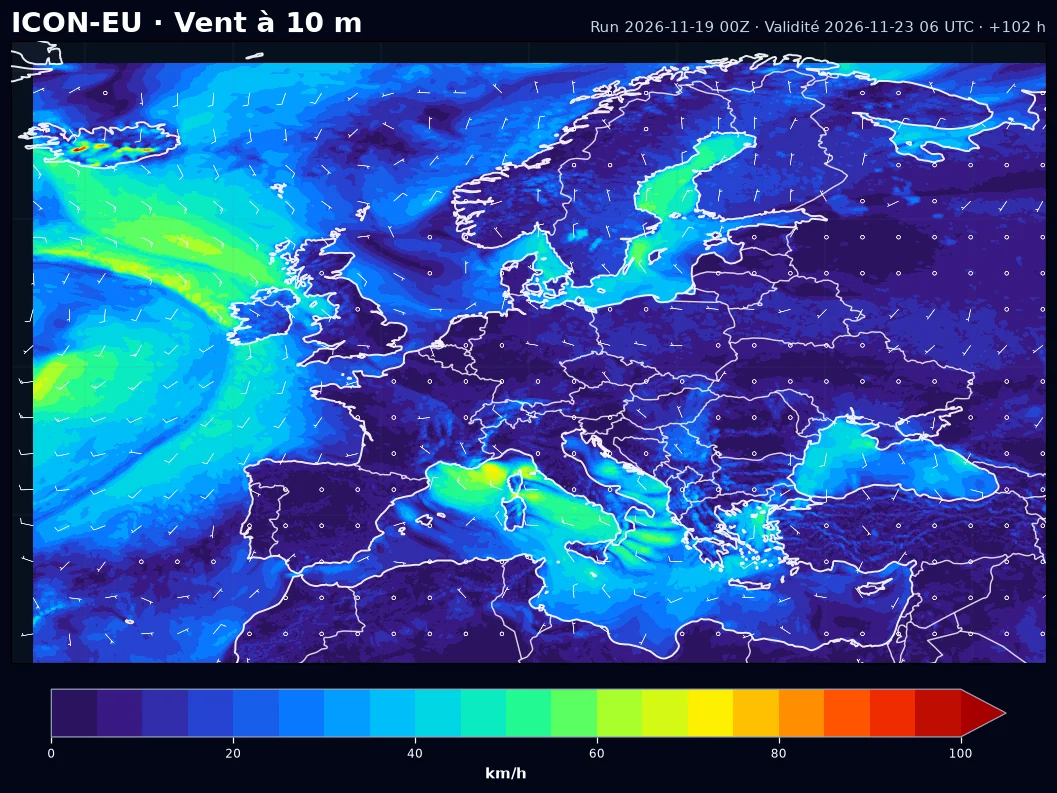 ICON-EU · Vent à 10 m
Run 2026-11-19 00Z · Validité 2026-11-23 06 UTC · +102 h
0 20 40 60 80 100
km/h